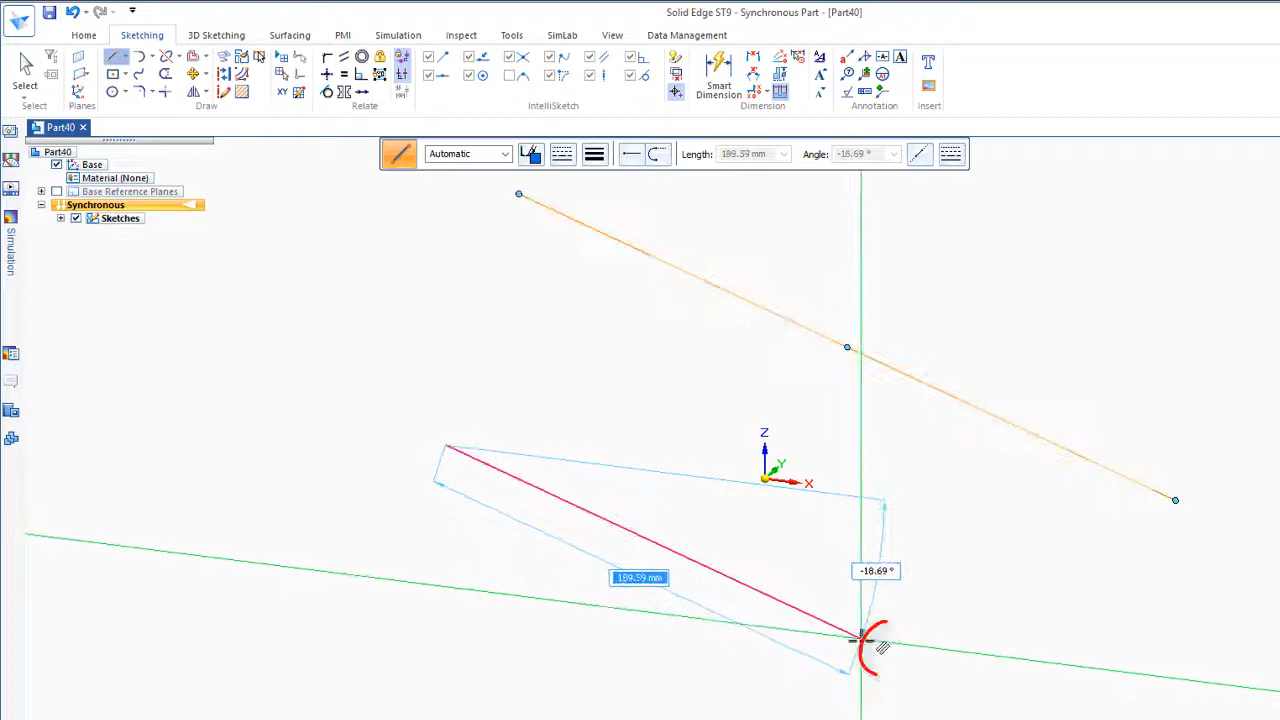 Solid Edge ST9 - Synchronous Part - [Part40]
Home Sketching 3D Sketching Surfacing PMI Simulation Inspect Tools SimLab View Data Management
Select
Smart
Dimension
Select Planes Draw Relate IntelliSketch Dimension Annotation Insert
Part40
Part40
Base
Material (None)
Base Reference Planes
Synchronous
Sketches
Simulation
Automatic
Length: 189.59 mm Angle: -18.69 °
Z
Y
X
189.59 mm
-18.69 °